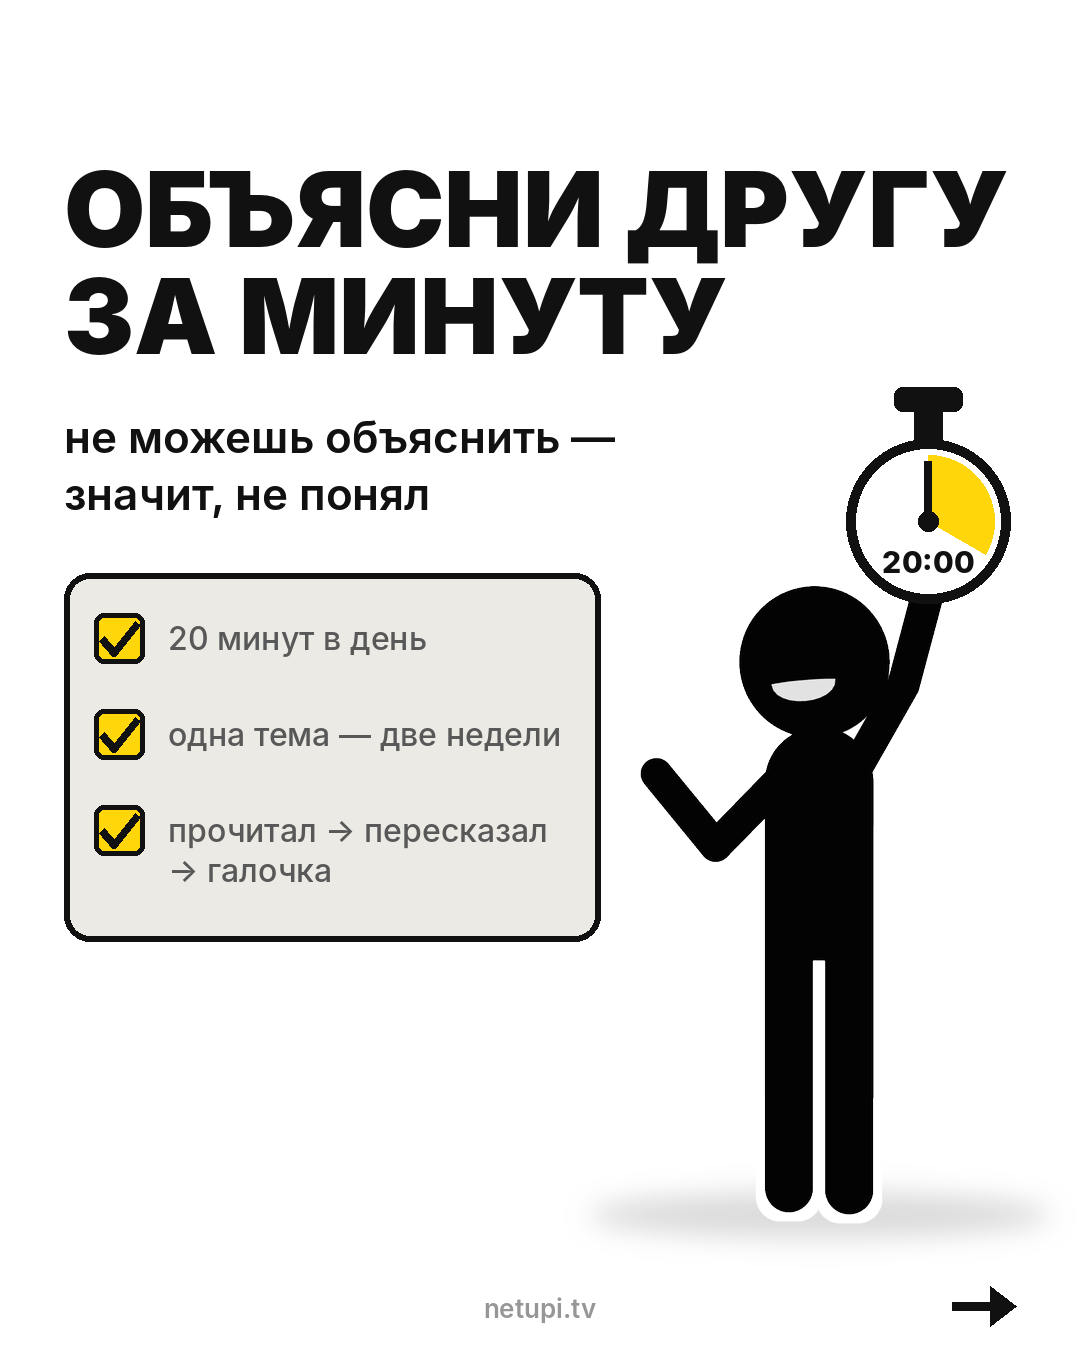 ОБЪЯСНИ ДРУГУ
ЗА МИНУТУ
не можешь объяснить —
значит, не понял
20:00
20 минут в день
одна тема — две недели
прочитал → пересказал
→ галочка
netupi.tv